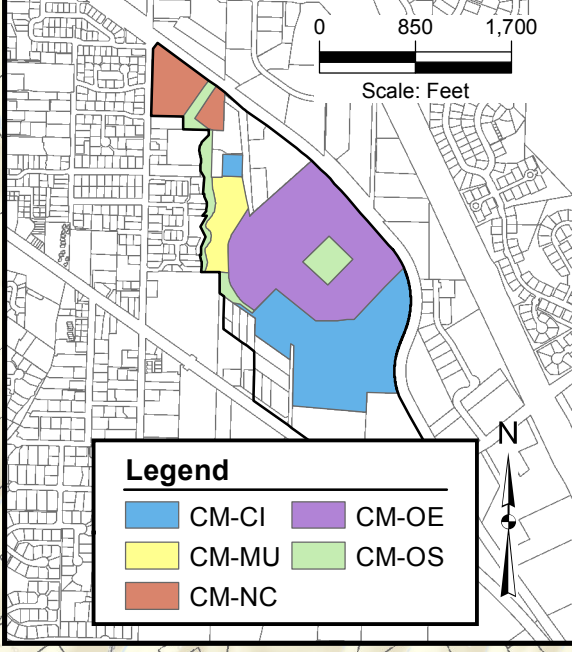 0 850 1,700
Scale: Feet
N
Legend
CM-CI CM-OE
CM-MU CM-OS
CM-NC